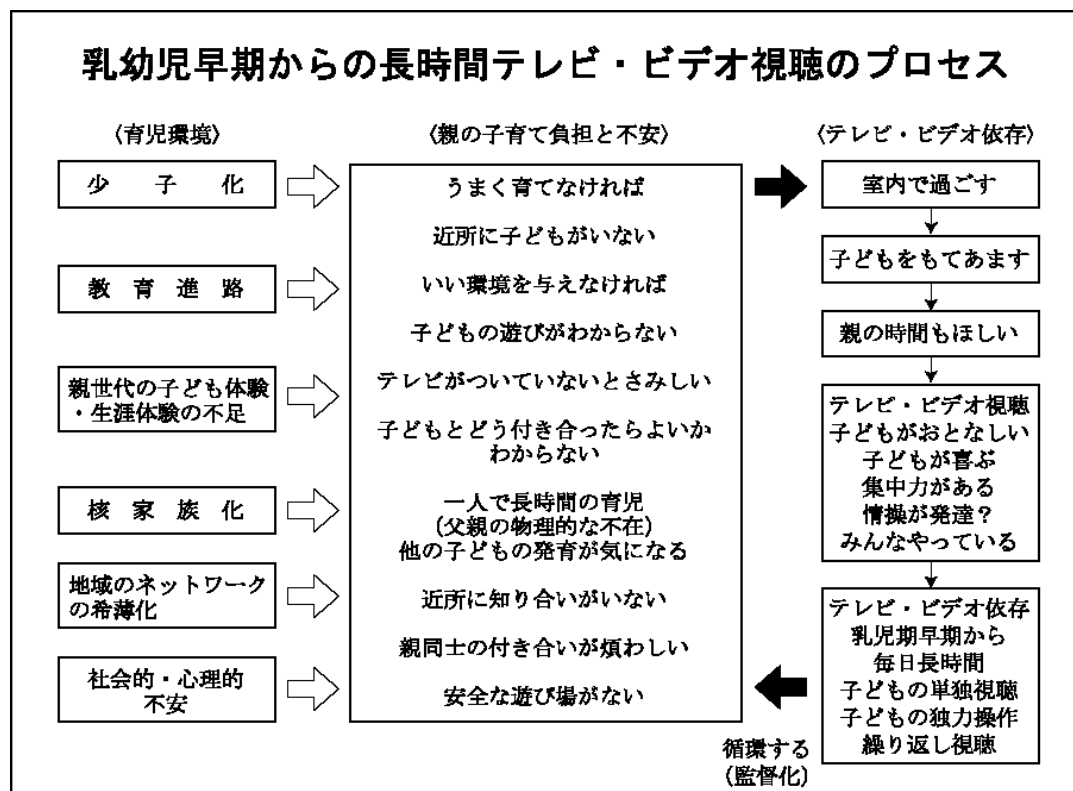 乳幼児早期からの長時間テレビ・ビデオ視聴のプロセス
〈育児環境〉
少子化
教育進路
親世代の子ども体験
・生涯体験の不足
核家族化
地域のネットワーク
の希薄化
社会的・心理的
不安
〈親の子育て負担と不安〉
うまく育てなければ
近所に子どもがいない
いい環境を与えなければ
子どもの遊びがわからない
テレビがついていないとさみしい
子どもとどう付き合ったらよいか
わからない
一人で長時間の育児
(父親の物理的な不在)
他の子どもの発育が気になる
近所に知り合いがいない
親同士の付き合いが煩わしい
安全な遊び場がない
〈テレビ・ビデオ依存〉
室内で過ごす
子どもをもてあます
親の時間もほしい
テレビ・ビデオ視聴
子どもがおとなしい
子どもが喜ぶ
集中力がある
情操が発達？
みんなやっている
テレビ・ビデオ依存
乳児期早期から
毎日長時間
子どもの単独視聴
子どもの独力操作
繰り返し視聴
循環する
(監督化)